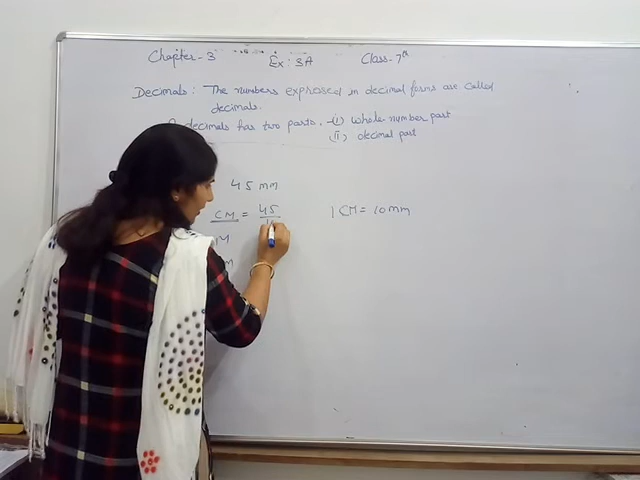 Chapter-3 Ex: 3A Class-7th
Decimals: The numbers expressed in decimal forms are called
decimals.
decimals has two parts. -(I) Whole number part
(II) decimal part
45 mm
CM = 45 1 CM = 10 mm
M
m